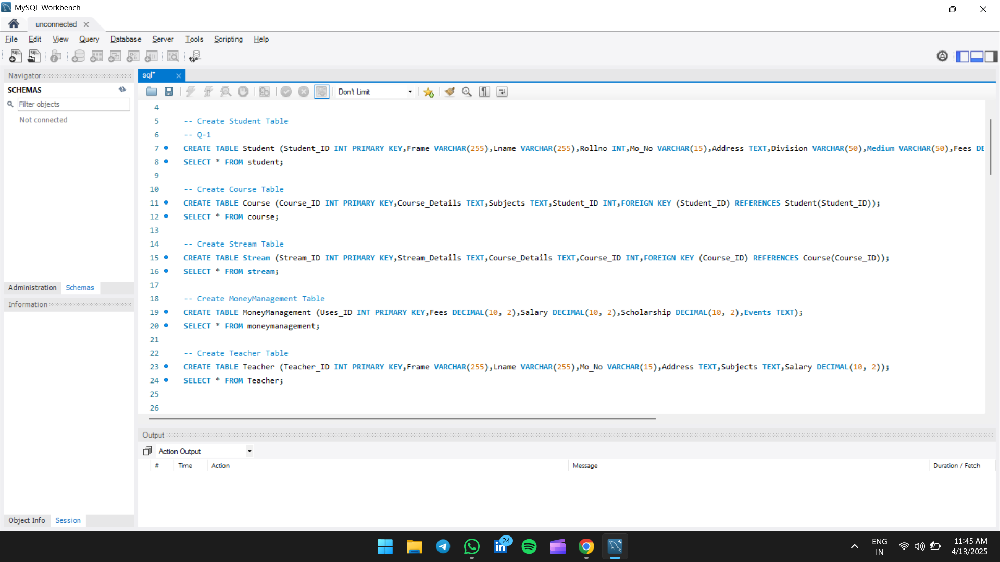 MySQL Workbench
unconnected
File Edit View Query Database Server Tools Scripting Help
SQL SQL
Navigator
sql*
SCHEMAS
Don't Limit
Filter objects
Not connected
4
5 -- Create Student Table
6 -- Q-1
7 CREATE TABLE Student (Student_ID INT PRIMARY KEY,Frame VARCHAR(255),Lname VARCHAR(255),Rollno INT,Mo_No VARCHAR(15),Address TEXT,Division VARCHAR(50),Medium VARCHAR(50),Fees DE
8 SELECT * FROM student;
9
10 -- Create Course Table
11 CREATE TABLE Course (Course_ID INT PRIMARY KEY,Course_Details TEXT,Subjects TEXT,Student_ID INT,FOREIGN KEY (Student_ID) REFERENCES Student(Student_ID));
12 SELECT * FROM course;
13
14 -- Create Stream Table
15 CREATE TABLE Stream (Stream_ID INT PRIMARY KEY,Stream_Details TEXT,Course_Details TEXT,Course_ID INT,FOREIGN KEY (Course_ID) REFERENCES Course(Course_ID));
16 SELECT * FROM stream;
17
18 -- Create MoneyManagement Table
19 CREATE TABLE MoneyManagement (Uses_ID INT PRIMARY KEY,Fees DECIMAL(10, 2),Salary DECIMAL(10, 2),Scholarship DECIMAL(10, 2),Events TEXT);
20 SELECT * FROM moneymanagement;
21
22 -- Create Teacher Table
23 CREATE TABLE Teacher (Teacher_ID INT PRIMARY KEY,Frame VARCHAR(255),Lname VARCHAR(255),Mo_No VARCHAR(15),Address TEXT,Subjects TEXT,Salary DECIMAL(10, 2));
24 SELECT * FROM Teacher;
25
26
Administration Schemas
Information
Object Info Session
Output
Action Output
# Time Action Message Duration / Fetch
24
in
ENG
IN
11:45 AM
4/13/2025